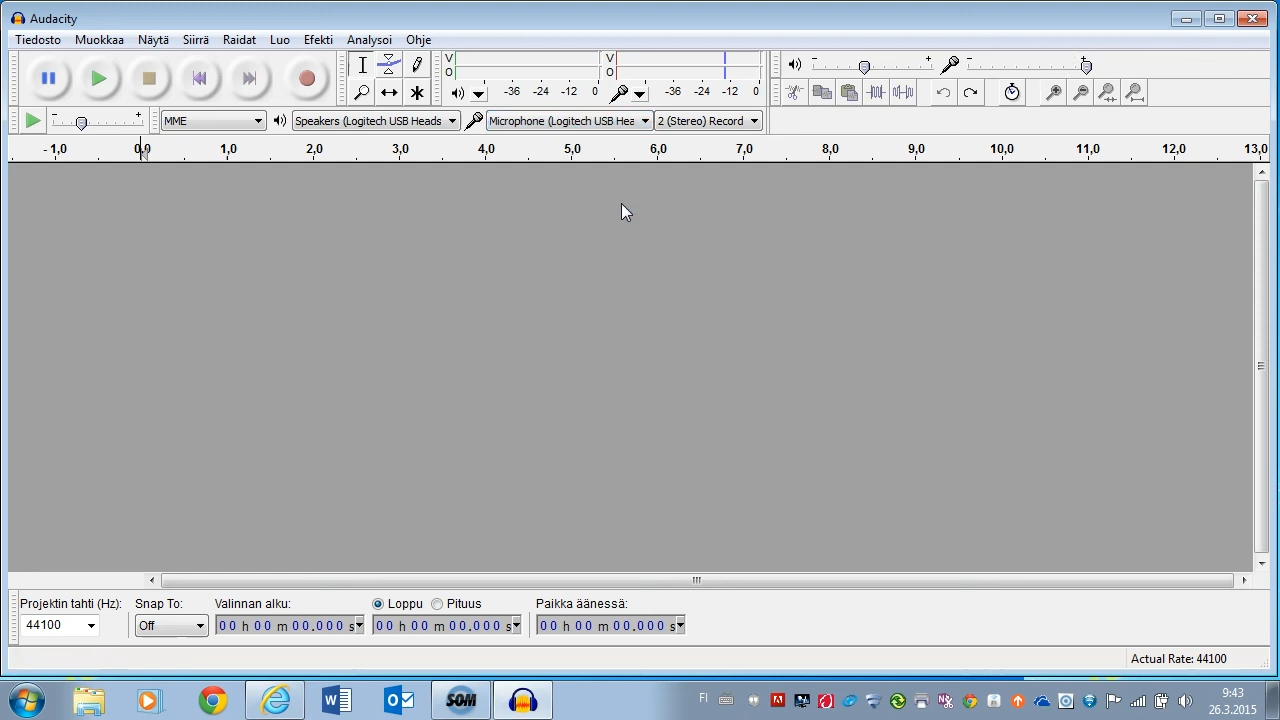 Audacity
Tiedosto Muokkaa Näytä Siirrä Raidat Luo Efekti Analysoi Ohje
V V
O O
-36 -24 -12 0 -36 -24 -12 0
MME Speakers (Logitech USB Heads Microphone (Logitech USB Hea 2 (Stereo) Record
- 1,0 0,0 1,0 2,0 3,0 4,0 5,0 6,0 7,0 8,0 9,0 10,0 11,0 12,0 13,0
Projektin tahti (Hz): Snap To: Valinnan alku: Loppu Pituus Paikka äänessä:
44100 Off 00 h 00 m 00.000 s 00 h 00 m 00.000 s 00 h 00 m 00.000 s
Actual Rate: 44100
SOM FI 9:43
26.3.2015